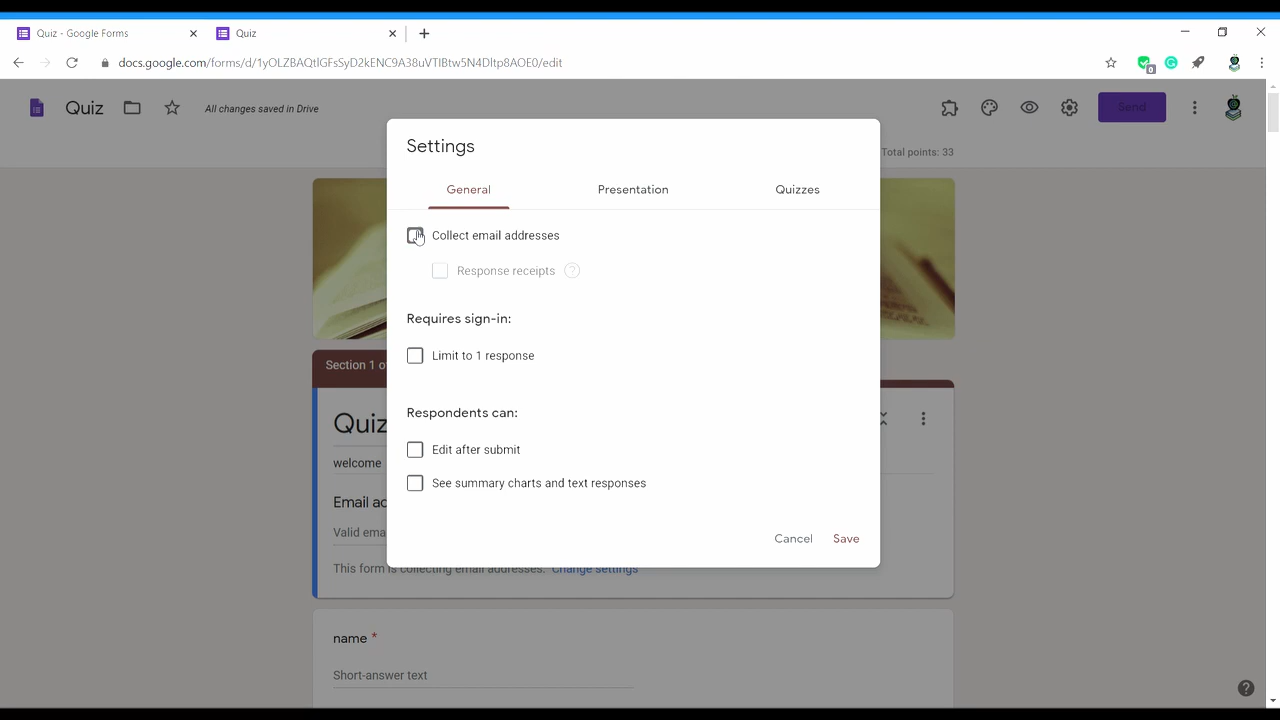 Quiz - Google Forms
Quiz
docs.google.com/forms/d/1yOLZBAQtlGFsSyD2kENC9A38uVTlBtw5N4Dltp8AOE0/edit
0
Quiz
All changes saved in Drive
Send
Total points: 33
Settings
General Presentation Quizzes
Collect email addresses
Response receipts ?
Requires sign-in:
Limit to 1 response
Section 1 o
Respondents can:
Quiz
Edit after submit
welcome
See summary charts and text responses
Email ad
Valid ema
Cancel Save
This form is collecting email addresses. Change settings
name *
Short-answer text
?